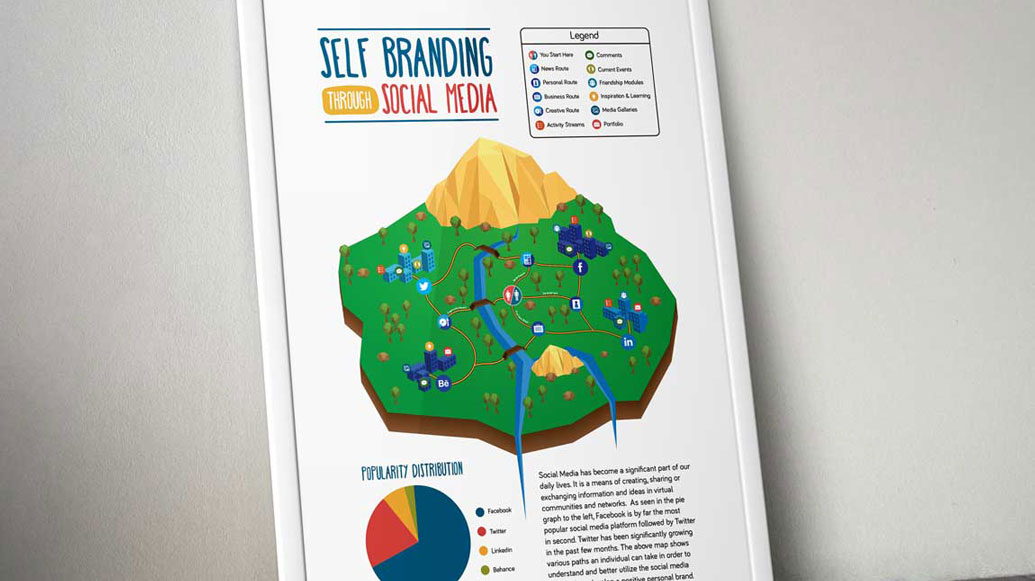 SELF BRANDING
THROUGH SOCIAL MEDIA
Legend
You Start Here
News Route
Personal Route
Business Route
Creative Route
Activity Streams
Comments
Current Events
Friendship Modules
Inspiration & Learning
Media Galleries
Portfolio
f
in
Bē
POPULARITY DISTRIBUTION
Facebook
Twitter
Linkedin
Behance
Social Media has become a significant part of our
daily lives. It is a means of creating, sharing or
exchanging information and ideas in virtual
communities and networks. As seen in the pie
graph to the left, Facebook is by far the most
popular social media platform followed by Twitter
in second. Twitter has been significantly growing
in the past few months. The above map shows
various paths an individual can take in order to
understand and better utilize the social media
a positive personal brand.